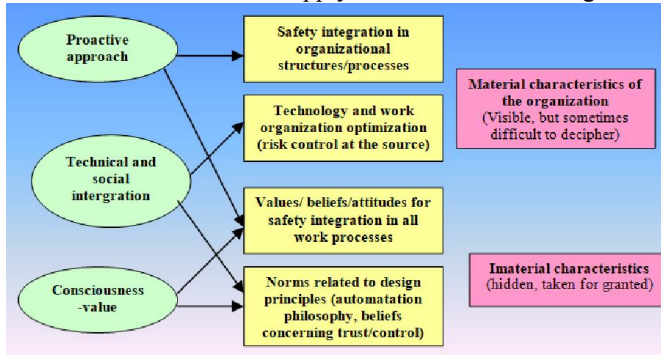 supply
Proactive
approach
Safety integration in
organizational
structures/processes
Material characteristics of
the organization
(Visible, but sometimes
difficult to decipher)
Technology and work
organization optimization
(risk control at the source)
Technical and
social
intergration
Values/ beliefs/attitudes for
safety integration in all
work processes
Imaterial characteristics
(hidden, taken for granted)
Consciousness
-value
Norms related to design
principles (automatation
philosophy, beliefs
concerning trust/control)